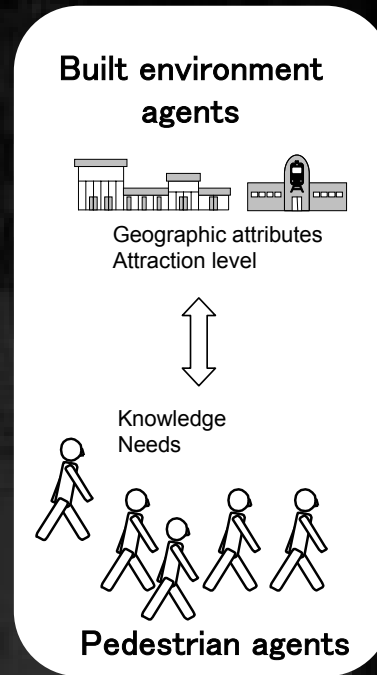 Built environment
agents
Geographic attributes
Attraction level
Knowledge
Needs
Pedestrian agents